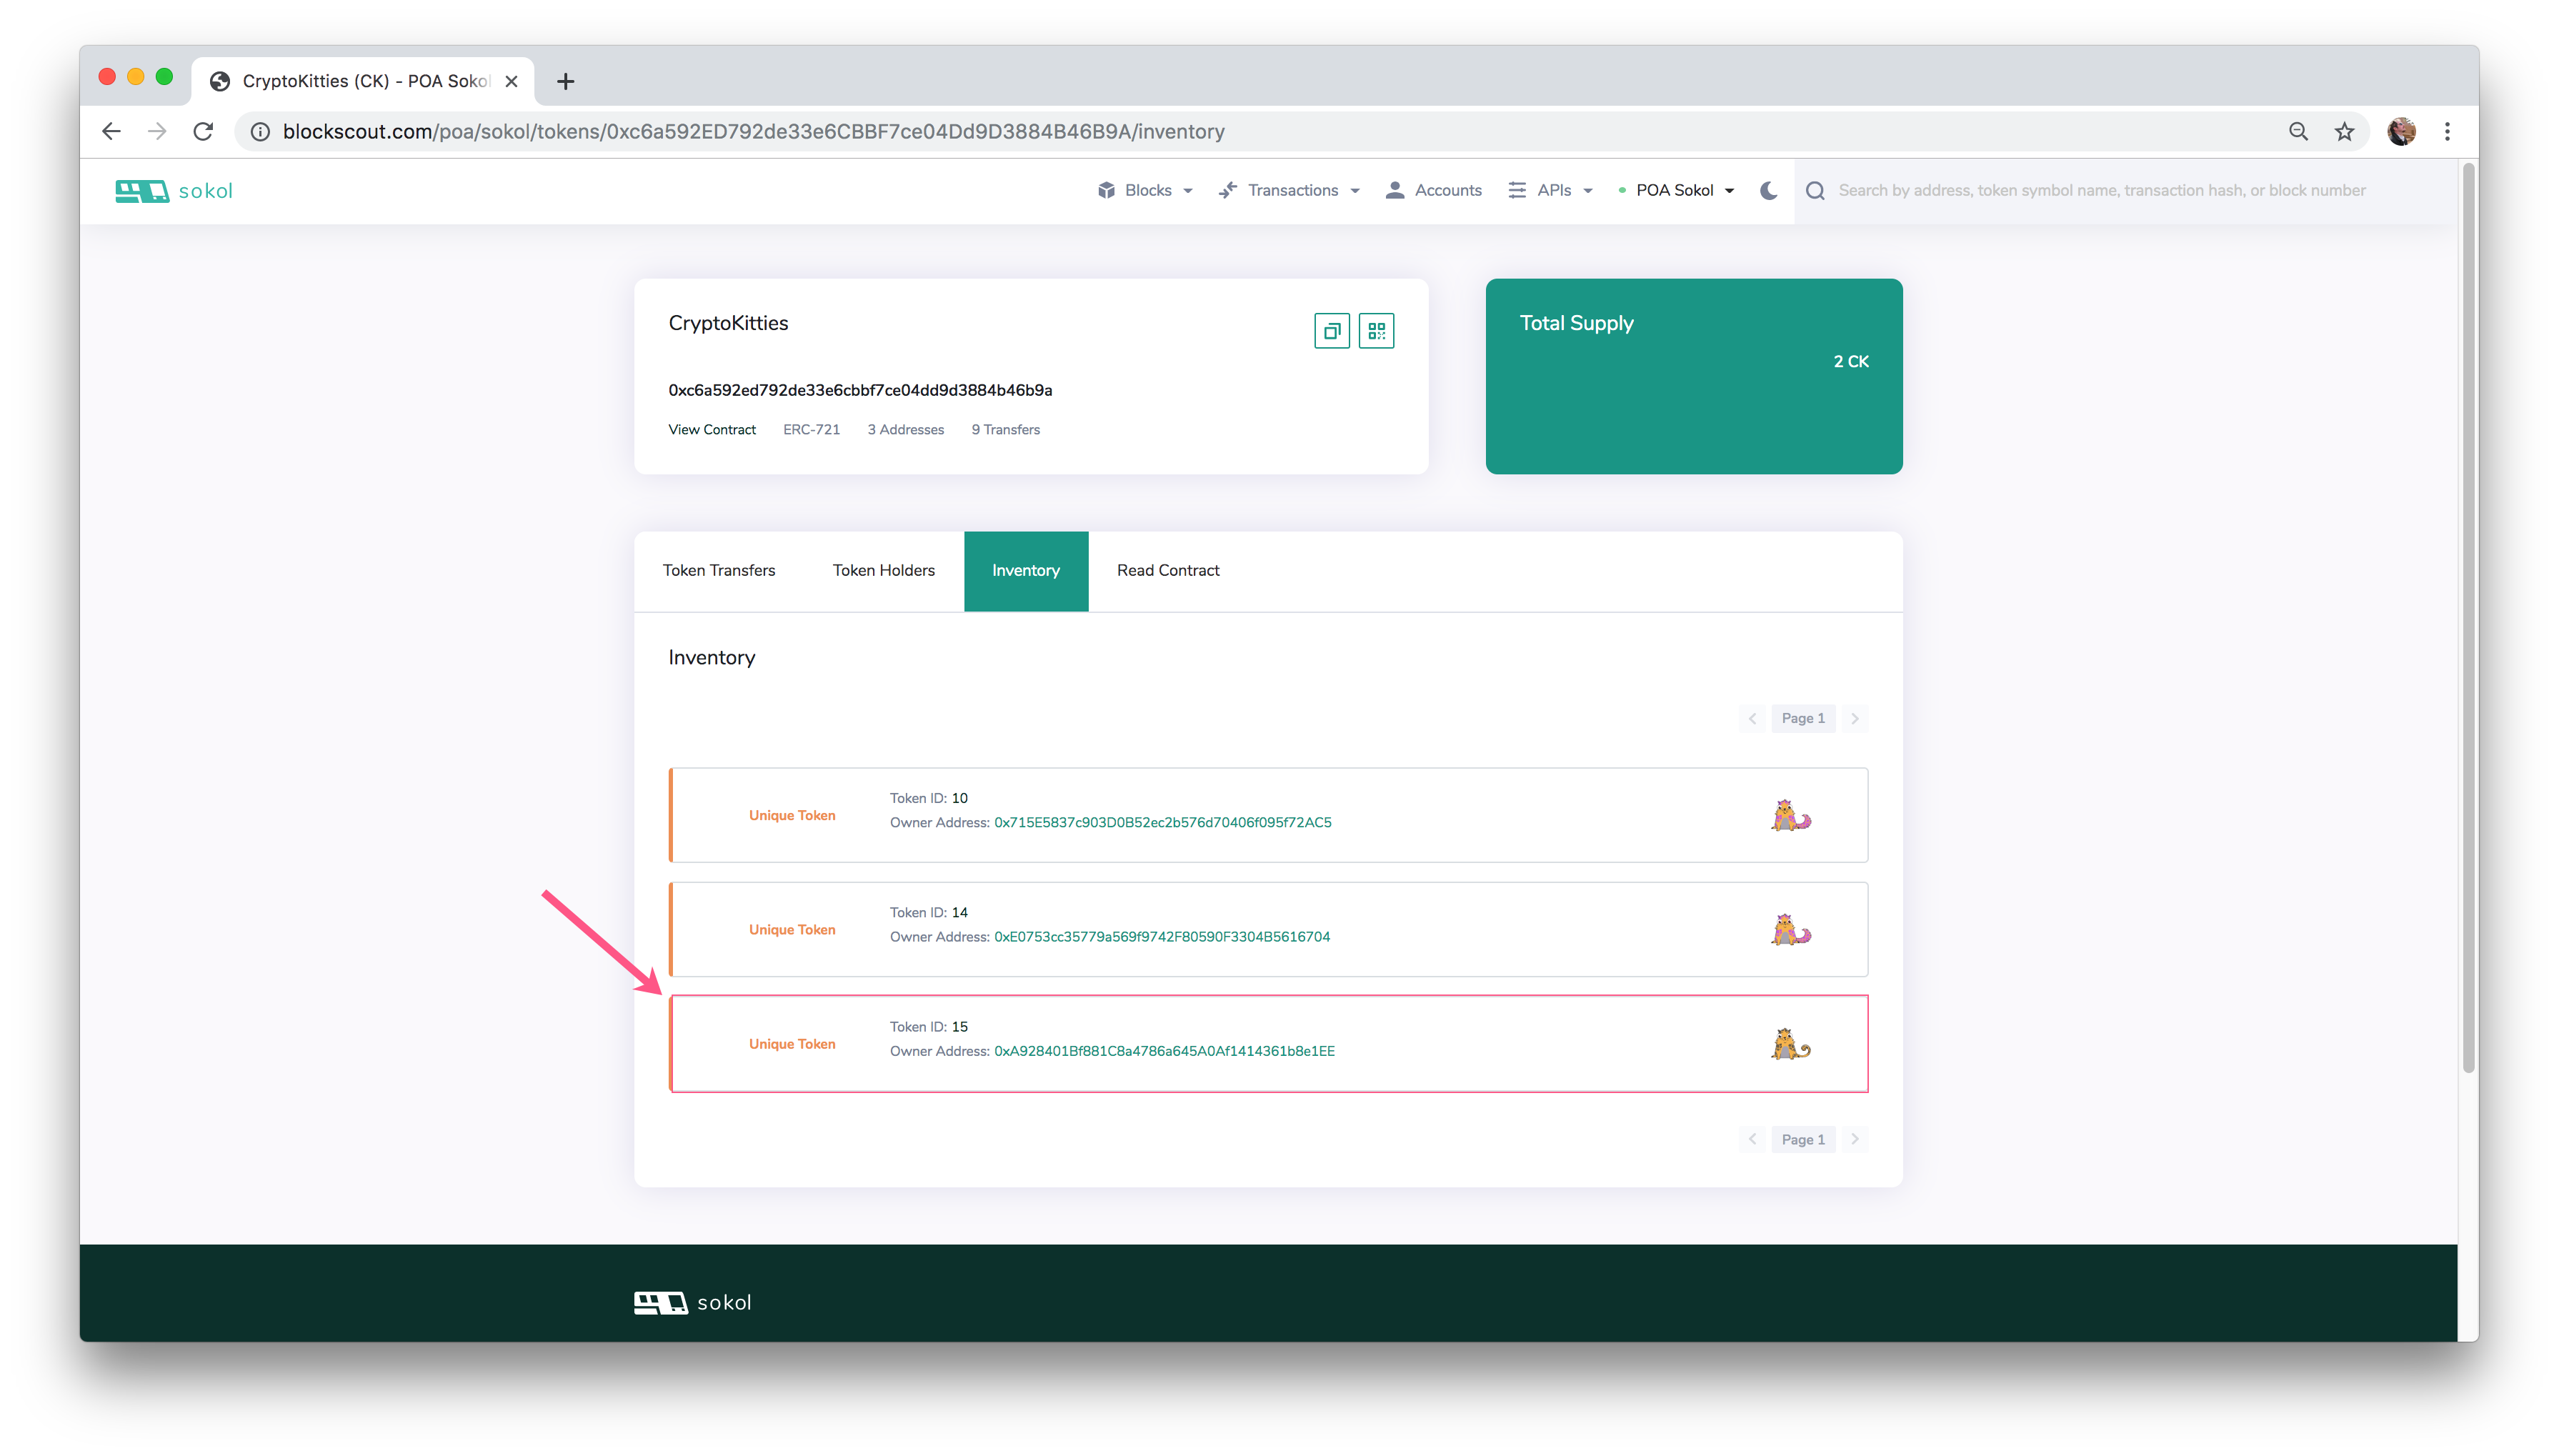 CryptoKitties (CK) - POA Sokol
blockscout.com/poa/sokol/tokens/0xc6a592ED792de33e6CBBF7ce04Dd9D3884B46B9A/inventory
sokol
Blocks
Transactions
Accounts
APIs
POA Sokol
Search by address, token symbol name, transaction hash, or block number
CryptoKitties
0xc6a592ed792de33e6cbbf7ce04dd9d3884b46b9a
View Contract ERC-721 3 Addresses 9 Transfers
Total Supply
2 CK
Token Transfers Token Holders Inventory Read Contract
Inventory
Page 1
Unique Token
Token ID: 10
Owner Address: 0x715E5837c903D0B52ec2b576d70406f095f72AC5
Unique Token
Token ID: 14
Owner Address: 0xE0753cc35779a569f9742F80590F3304B5616704
Unique Token
Token ID: 15
Owner Address: 0xA928401Bf881C8a4786a645A0Af1414361b8e1EE
Page 1
sokol